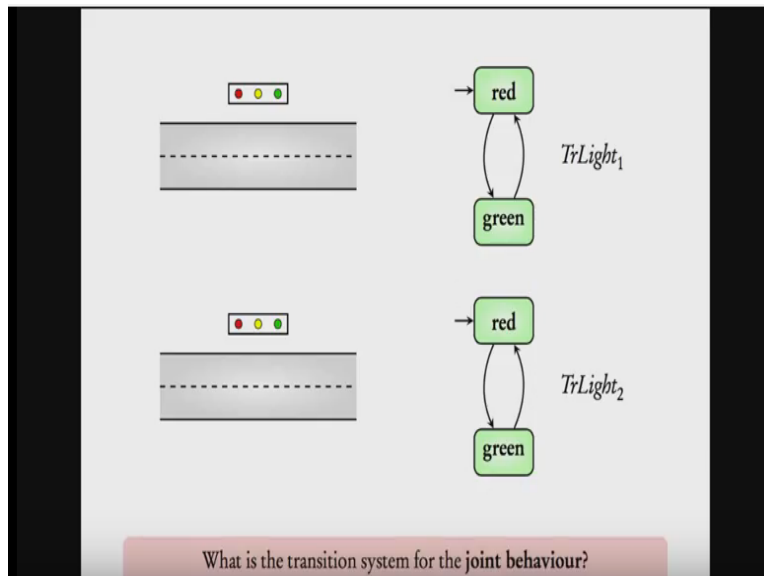 red
TrLight1
green
red
TrLight2
green
What is the transition system for the joint behaviour?